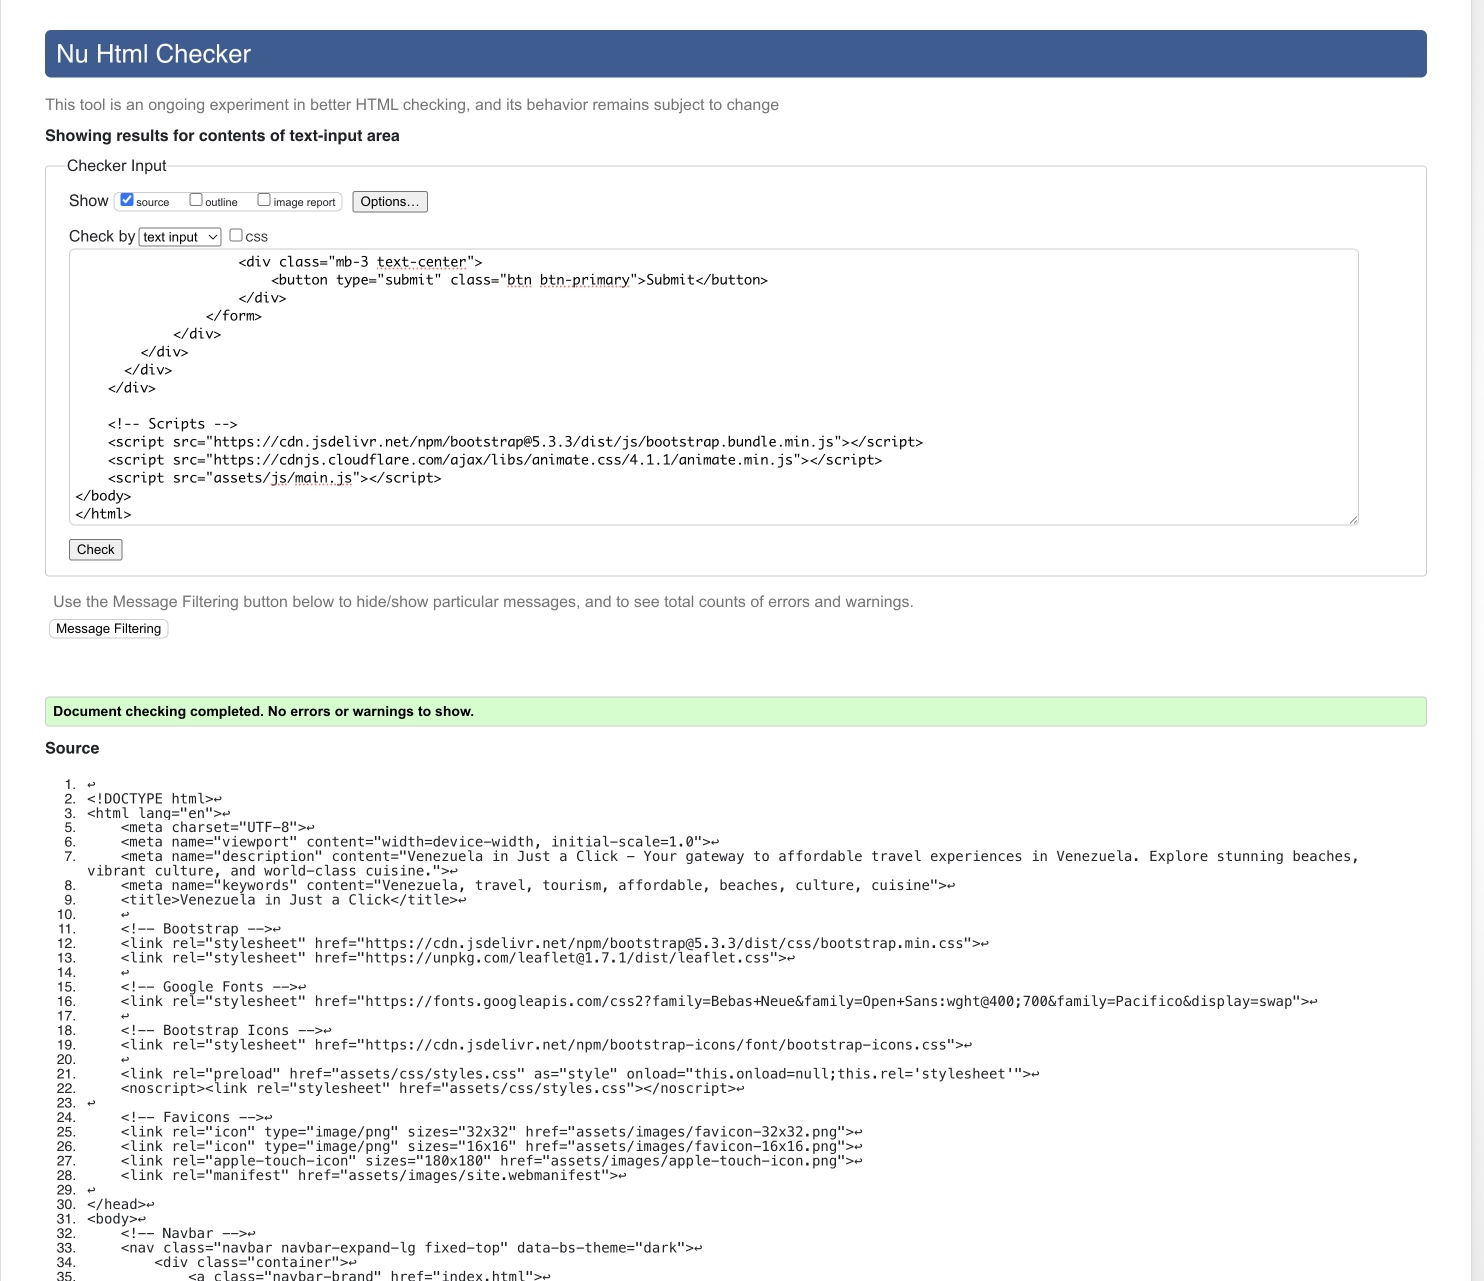 Nu Html Checker
This tool is an ongoing experiment in better HTML checking, and its behavior remains subject to change
Showing results for contents of text-input area
Checker Input
Show source outline image report Options…
Check by text input CSS
<div class="mb-3 text-center">
<button type="submit" class="btn btn-primary">Submit</button>
</div>
</form>
</div>
</div>
</div>
</div>
<!-- Scripts -->
<script src="https://cdn.jsdelivr.net/npm/bootstrap@5.3.3/dist/js/bootstrap.bundle.min.js"></script>
<script src="https://cdnjs.cloudflare.com/ajax/libs/animate.css/4.1.1/animate.min.js"></script>
<script src="assets/js/main.js"></script>
</body>
</html>
Check
Use the Message Filtering button below to hide/show particular messages, and to see total counts of errors and warnings.
Message Filtering
Document checking completed. No errors or warnings to show.
Source
1. ↩
2. <!DOCTYPE html>↩
3. <html lang="en">↩
5. <meta charset="UTF-8">↩
6. <meta name="viewport" content="width=device-width, initial-scale=1.0">↩
7. <meta name="description" content="Venezuela in Just a Click – Your gateway to affordable travel experiences in Venezuela. Explore stunning beaches,
vibrant culture, and world-class cuisine.">↩
8. <meta name="keywords" content="Venezuela, travel, tourism, affordable, beaches, culture, cuisine">↩
9. <title>Venezuela in Just a Click</title>↩
10. ↩
11. <!-- Bootstrap -->↩
12. <link rel="stylesheet" href="https://cdn.jsdelivr.net/npm/bootstrap@5.3.3/dist/css/bootstrap.min.css">↩
13. <link rel="stylesheet" href="https://unpkg.com/leaflet@1.7.1/dist/leaflet.css">↩
14. ↩
15. <!-- Google Fonts -->↩
16. <link rel="stylesheet" href="https://fonts.googleapis.com/css2?family=Bebas+Neue&family=Open+Sans:wght@400;700&family=Pacifico&display=swap">↩
17. ↩
18. <!-- Bootstrap Icons -->↩
19. <link rel="stylesheet" href="https://cdn.jsdelivr.net/npm/bootstrap-icons/font/bootstrap-icons.css">↩
20. ↩
21. <link rel="preload" href="assets/css/styles.css" as="style" onload="this.onload=null;this.rel='stylesheet'">↩
22. <noscript><link rel="stylesheet" href="assets/css/styles.css"></noscript>↩
23. ↩
24. <!-- Favicons -->↩
25. <link rel="icon" type="image/png" sizes="32x32" href="assets/images/favicon-32x32.png">↩
26. <link rel="icon" type="image/png" sizes="16x16" href="assets/images/favicon-16x16.png">↩
27. <link rel="apple-touch-icon" sizes="180x180" href="assets/images/apple-touch-icon.png">↩
28. <link rel="manifest" href="assets/images/site.webmanifest">↩
29. ↩
30. </head>↩
31. <body>↩
32. <!-- Navbar -->↩
33. <nav class="navbar navbar-expand-lg fixed-top" data-bs-theme="dark">↩
34. <div class="container">↩
35. <a class="navbar-brand" href="index.html">↩